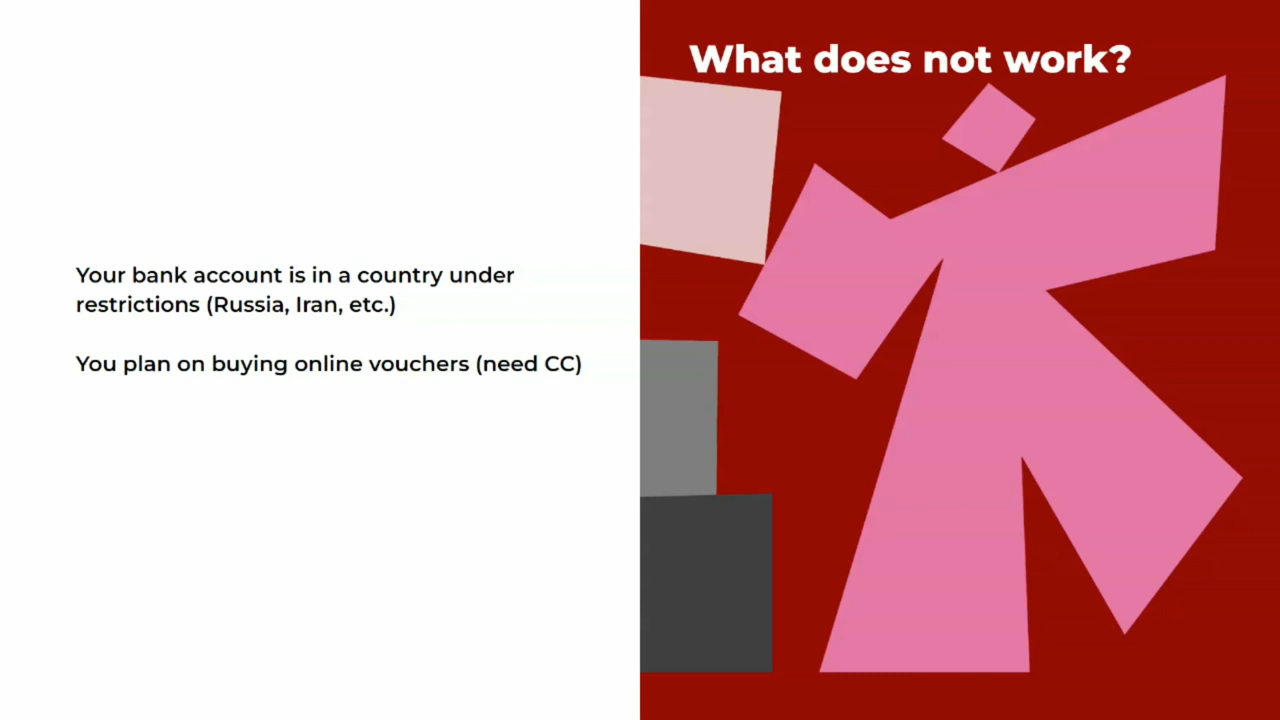 What does not work?
Your bank account is in a country under
restrictions (Russia, Iran, etc.)
You plan on buying online vouchers (need CC)